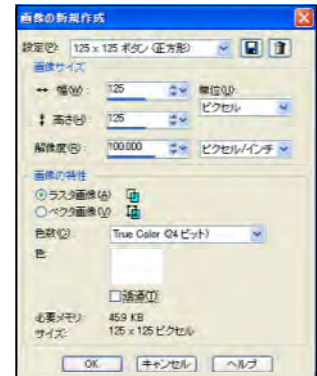 画像の新規作成
設定(P): 125 x 125 ボタン (正方形)
画像サイズ
幅(W): 125 単位(U):
ピクセル
高さ(H): 125
解像度(R): 100.000 ピクセル/インチ
画像の特性
ラスタ画像(A)
ベクタ画像(V)
色数(C): True Color (24 ビット)
色:
透過(T)
必要メモリ: 45.9 KB
サイズ: 125 x 125 ピクセル
OK キャンセル ヘルプ